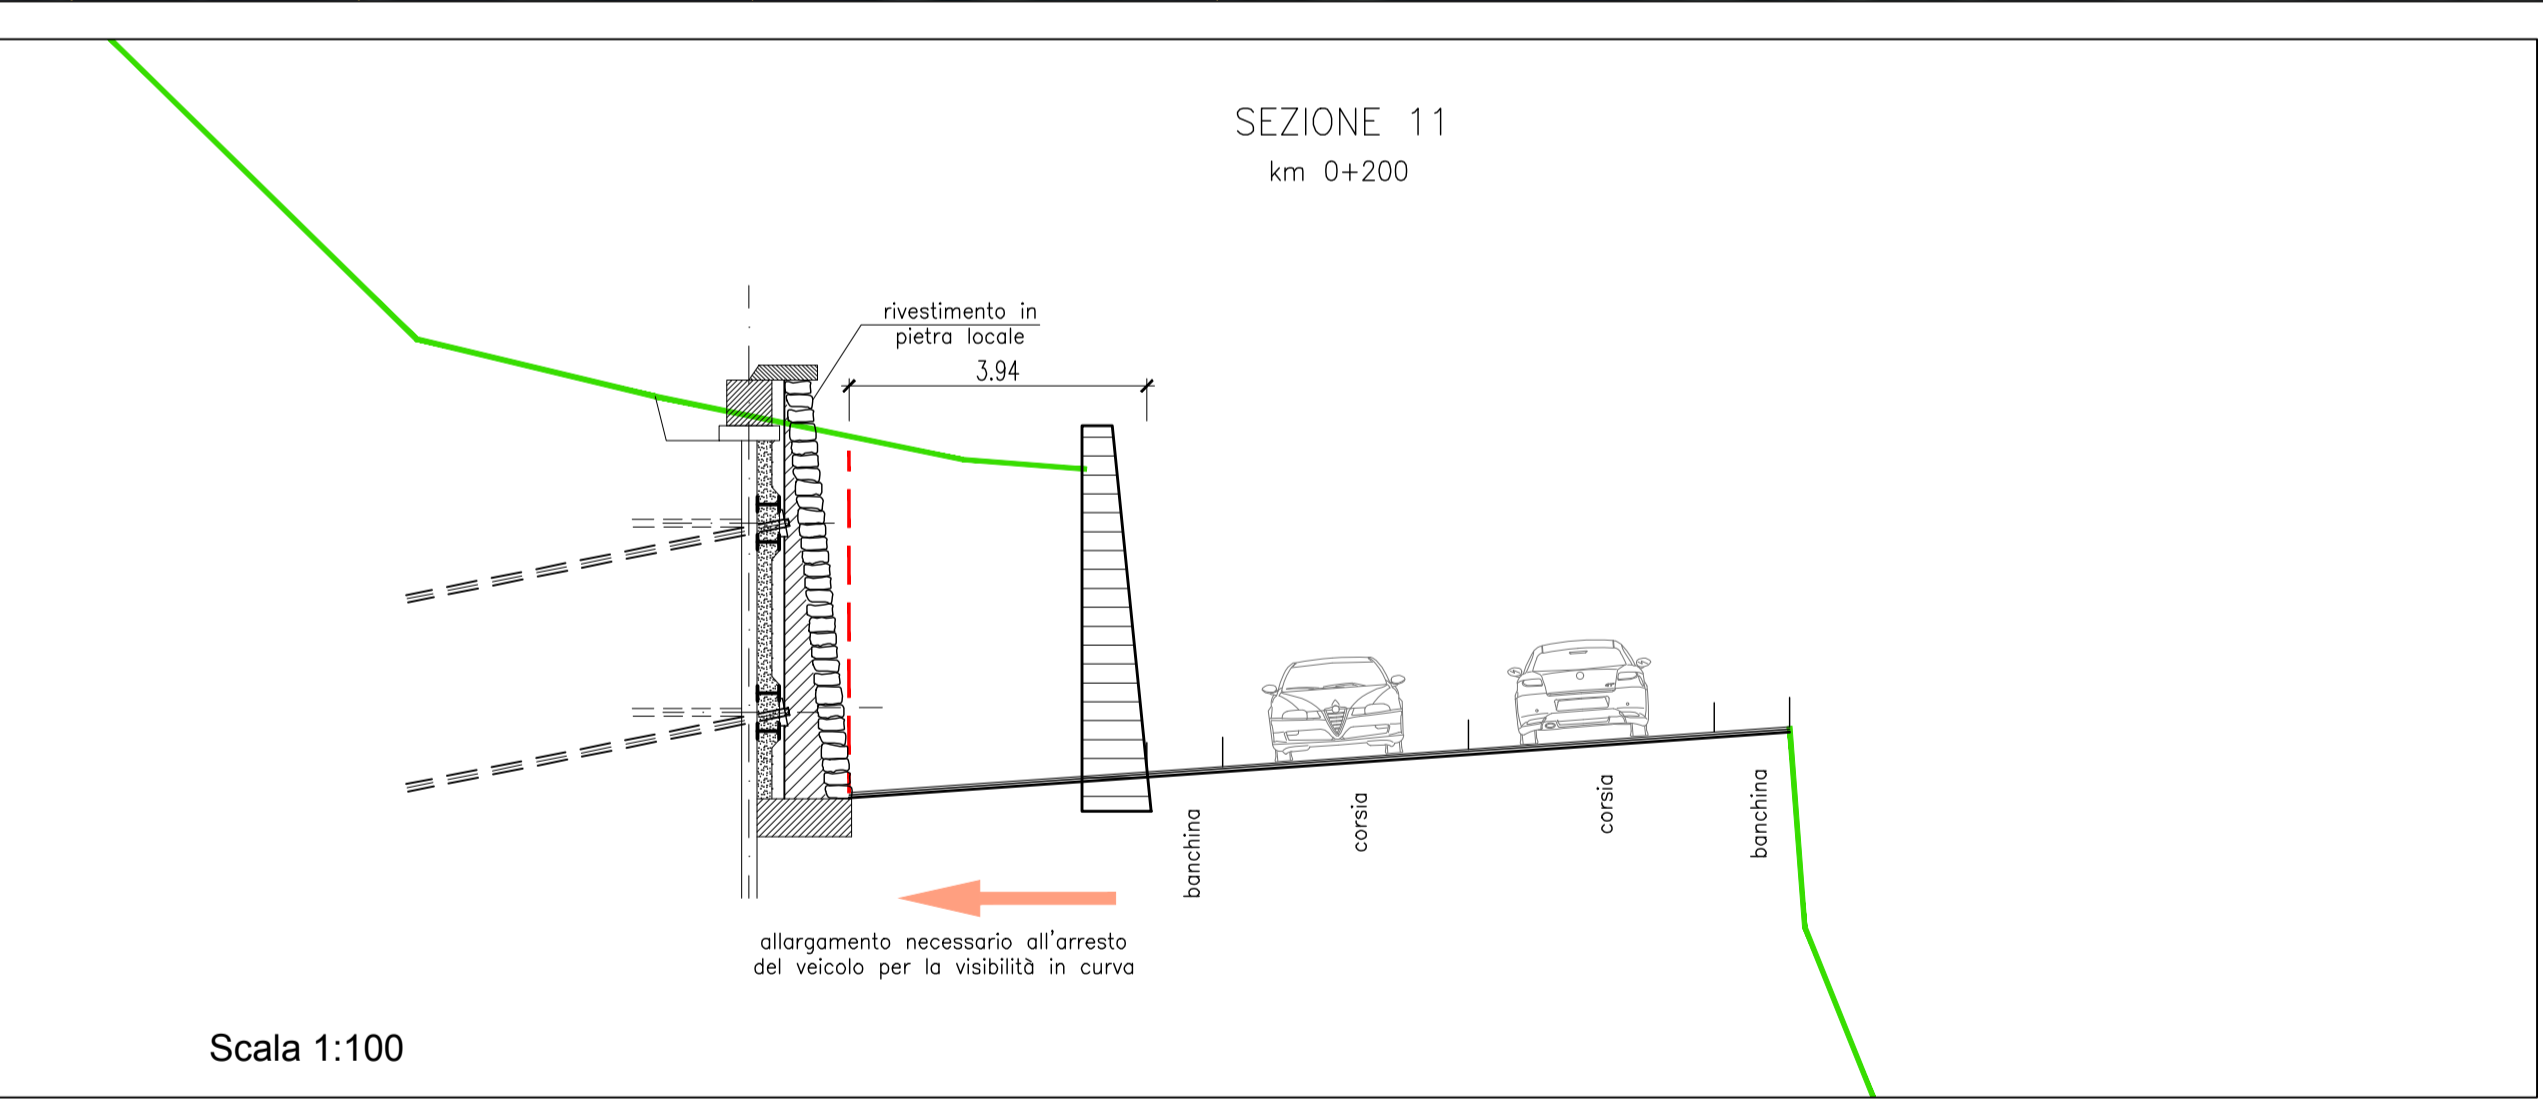 SEZIONE 11
km 0+200
rivestimento in
pietra locale
3.94
banchina
corsia
corsia
banchina
allargamento necessario all'arresto
del veicolo per la visibilità in curva
Scala 1:100